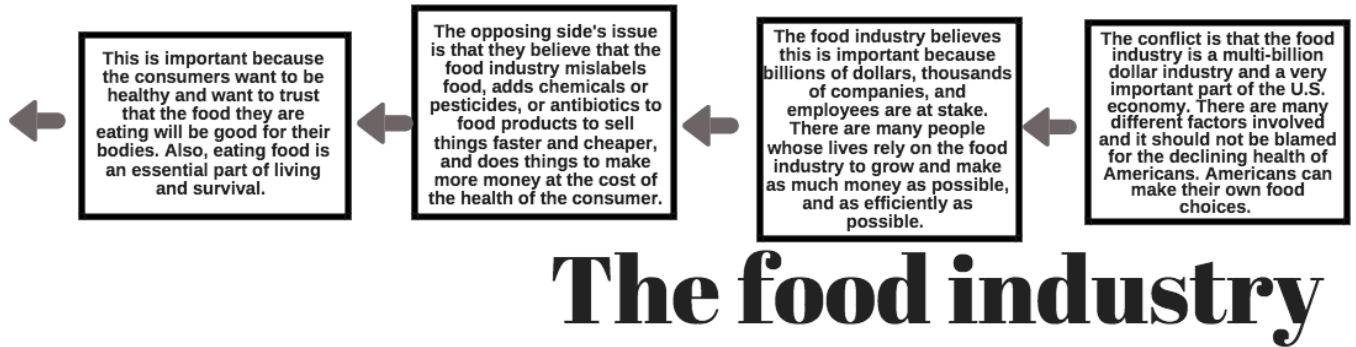 This is important because
the consumers want to be
healthy and want to trust
that the food they are
eating will be good for their
bodies. Also, eating food is
an essential part of living
and survival.
The opposing side's issue
is that they believe that the
food industry mislabels
food, adds chemicals or
pesticides, or antibiotics to
food products to sell
things faster and cheaper,
and does things to make
more money at the cost of
the health of the consumer.
The food industry believes
this is important because
billions of dollars, thousands
of companies, and
employees are at stake.
There are many people
whose lives rely on the food
industry to grow and make
as much money as possible,
and as efficiently as
possible.
The conflict is that the food
industry is a multi-billion
dollar industry and a very
important part of the U.S.
economy. There are many
different factors involved
and it should not be blamed
for the declining health of
Americans. Americans can
make their own food
choices.
The food industry